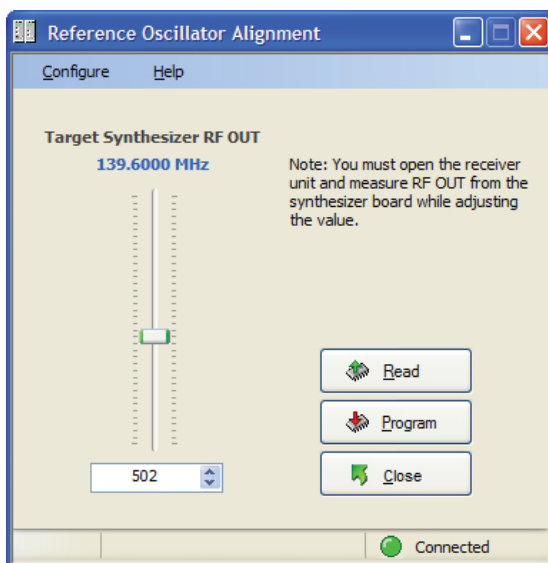 Reference Oscillator Alignment
Configure Help
Target Synthesizer RF OUT
139.6000 MHz
Note: You must open the receiver
unit and measure RF OUT from the
synthesizer board while adjusting
the value.
Read
Program
502
Close
Connected